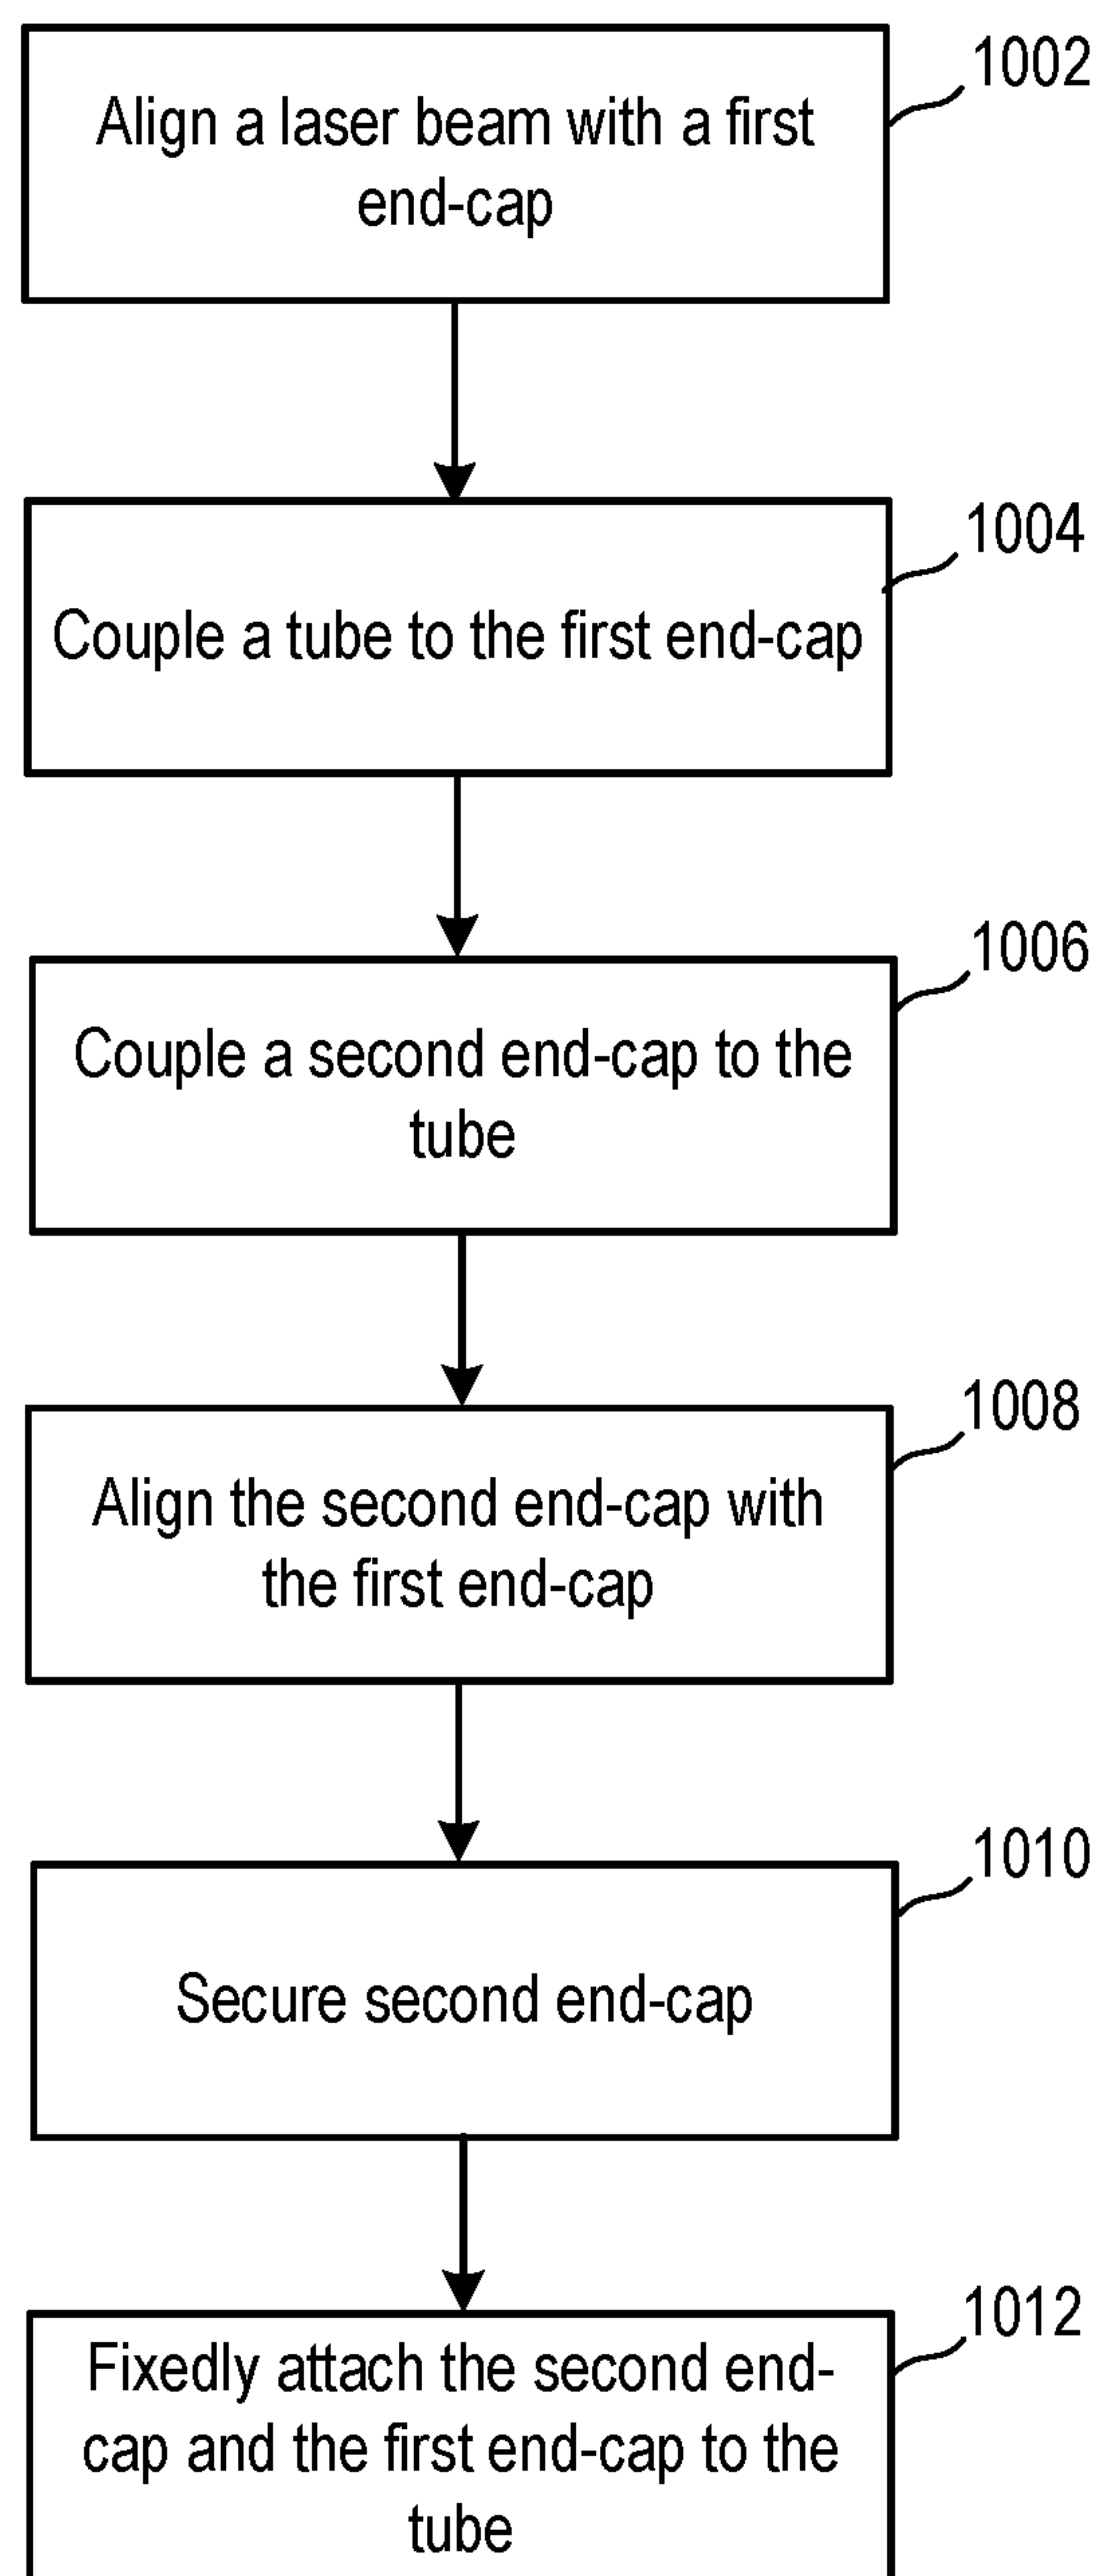 1002
Align a laser beam with a first
end-cap
1004
Couple a tube to the first end-cap
1006
Couple a second end-cap to the
tube
1008
Align the second end-cap with
the first end-cap
1010
Secure second end-cap
1012
Fixedly attach the second end-
cap and the first end-cap to the
tube